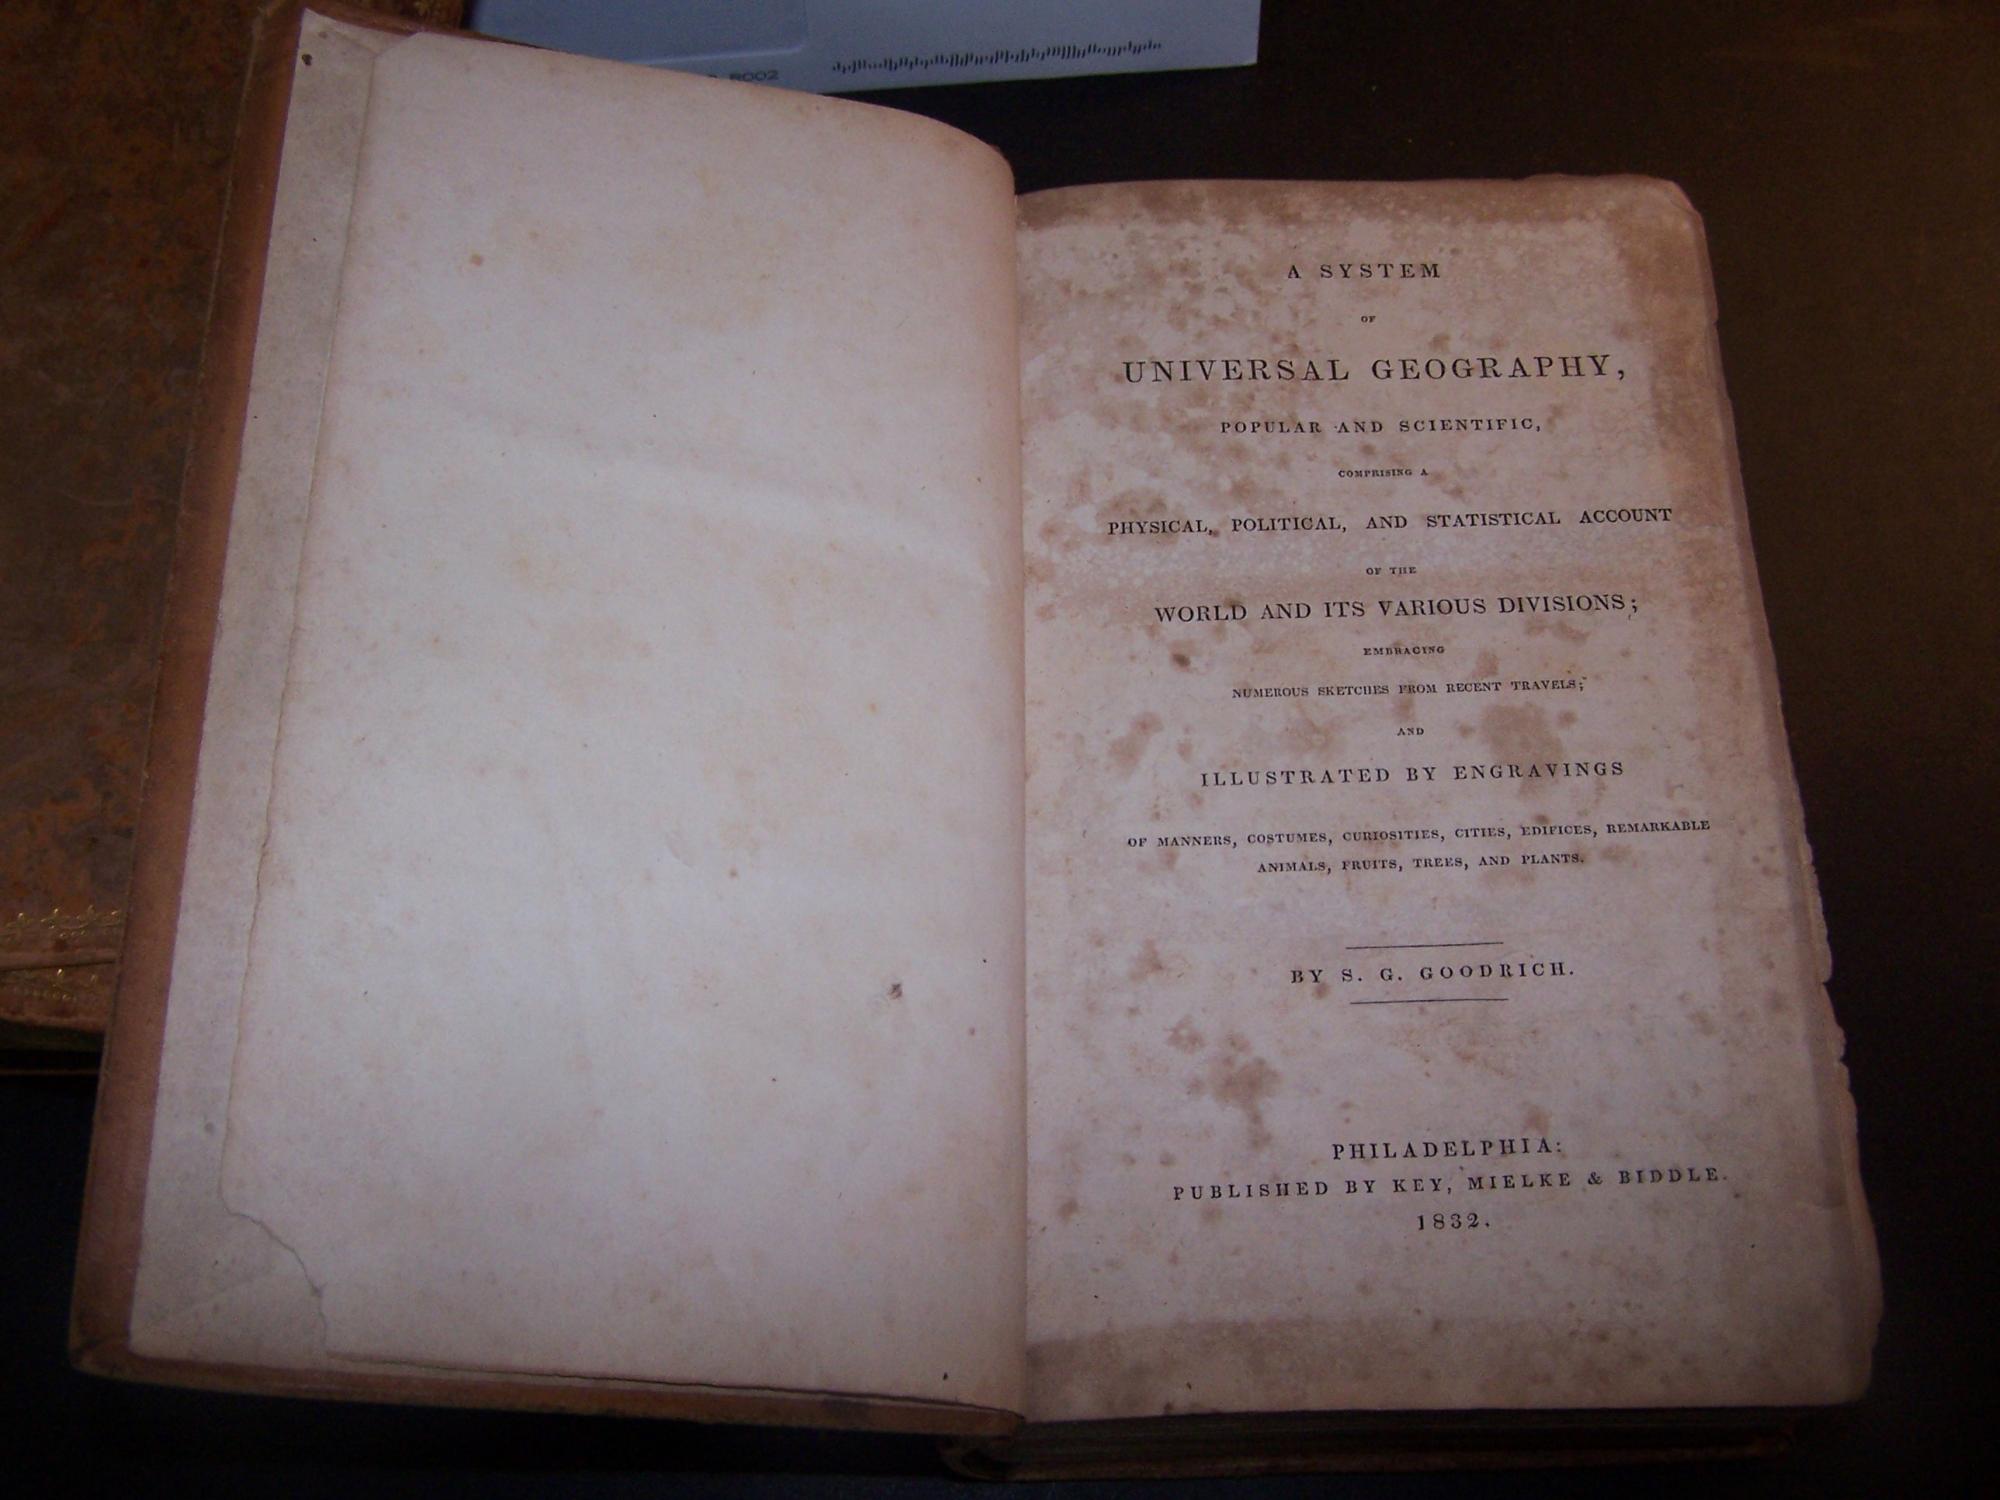 R002
A SYSTEM
OF
UNIVERSAL GEOGRAPHY,
POPULAR AND SCIENTIFIC,
COMPRISING A
PHYSICAL, POLITICAL, AND STATISTICAL ACCOUNT
OF THE
WORLD AND ITS VARIOUS DIVISIONS;
EMBRACING
NUMEROUS SKETCHES FROM RECENT TRAVELS;
AND
ILLUSTRATED BY ENGRAVINGS
OF MANNERS, COSTUMES, CURIOSITIES, CITIES, EDIFICES, REMARKABLE
ANIMALS, FRUITS, TREES, AND PLANTS.
BY S. G. GOODRICH.
PHILADELPHIA:
PUBLISHED BY KEY, MIELKE & BIDDLE.
1832.